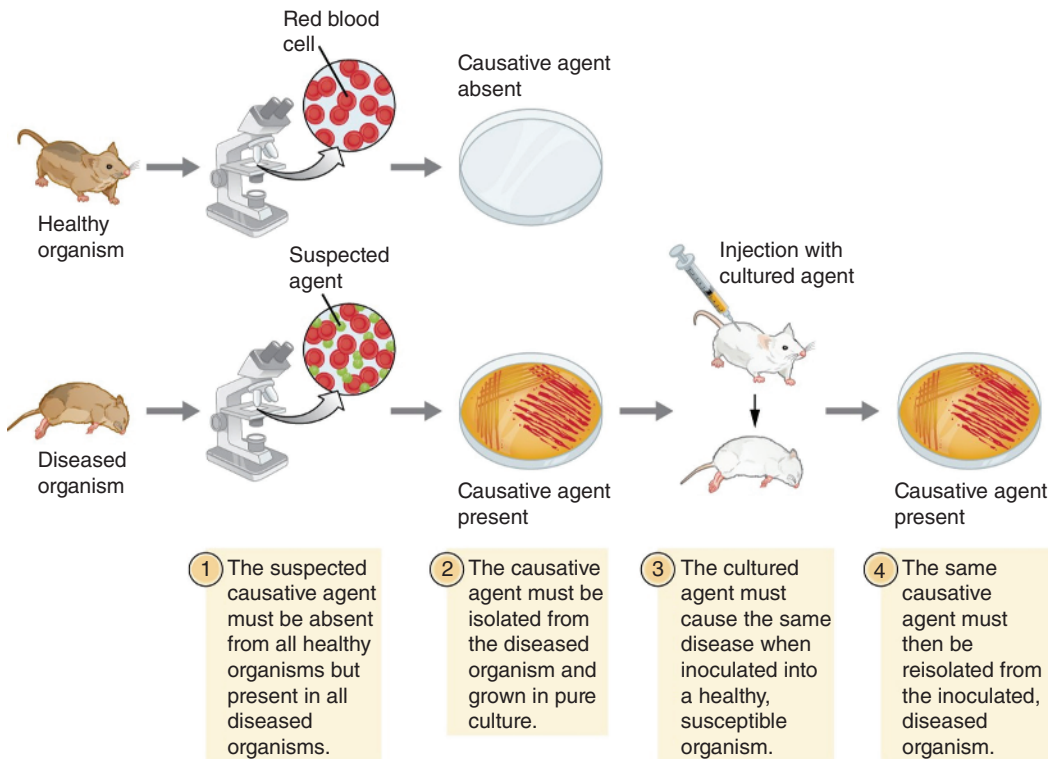 Red blood
cell
Causative agent
absent
Healthy
organism
Suspected
agent
Injection with
cultured agent
Diseased
organism
Causative agent
present
Causative agent
present
1 The suspected
causative agent
must be absent
from all healthy
organisms but
present in all
diseased
organisms.
2 The causative
agent must be
isolated from
the diseased
organism and
grown in pure
culture.
3 The cultured
agent must
cause the same
disease when
inoculated into
a healthy,
susceptible
organism.
4 The same
causative
agent must
then be
reisolated from
the inoculated,
diseased
organism.